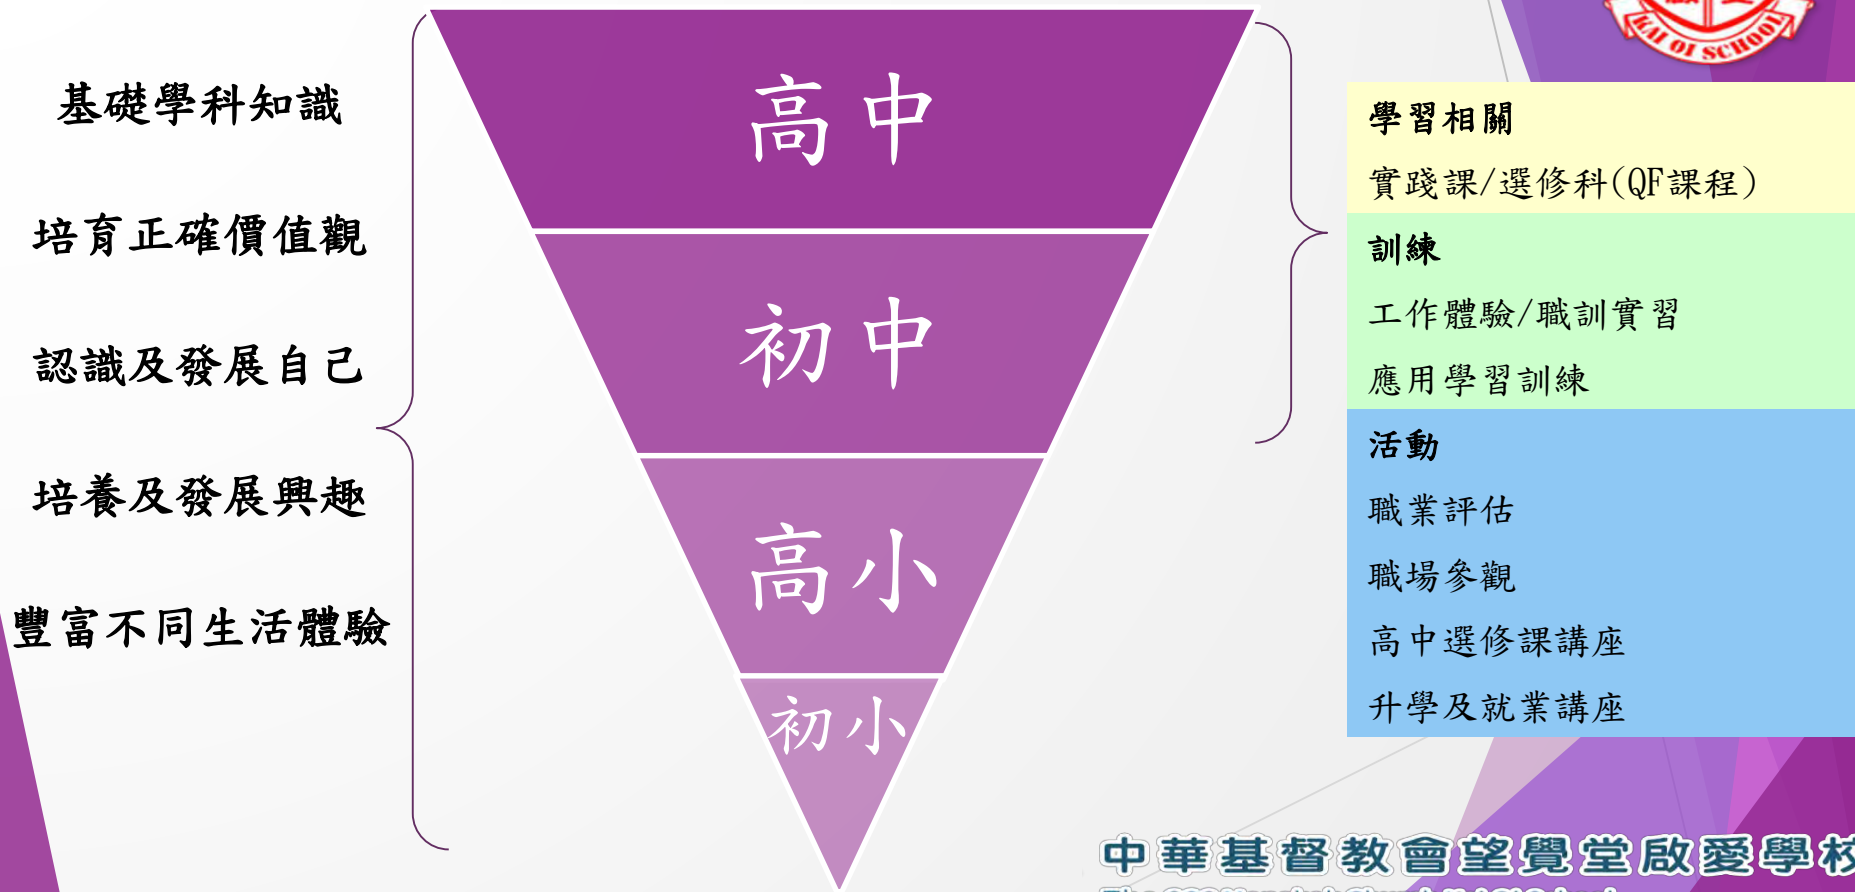 基礎學科知識
培育正確價值觀
認識及發展自己
培養及發展興趣
豐富不同生活體驗
高中
初中
高小
初小
KAI OI SCHOOL
學習相關
實踐課/選修科(QF課程)
訓練
工作體驗/職訓實習
應用學習訓練
活動
職業評估
職場參觀
高中選修課講座
升學及就業講座
中華基督教會望覺堂啟愛學校